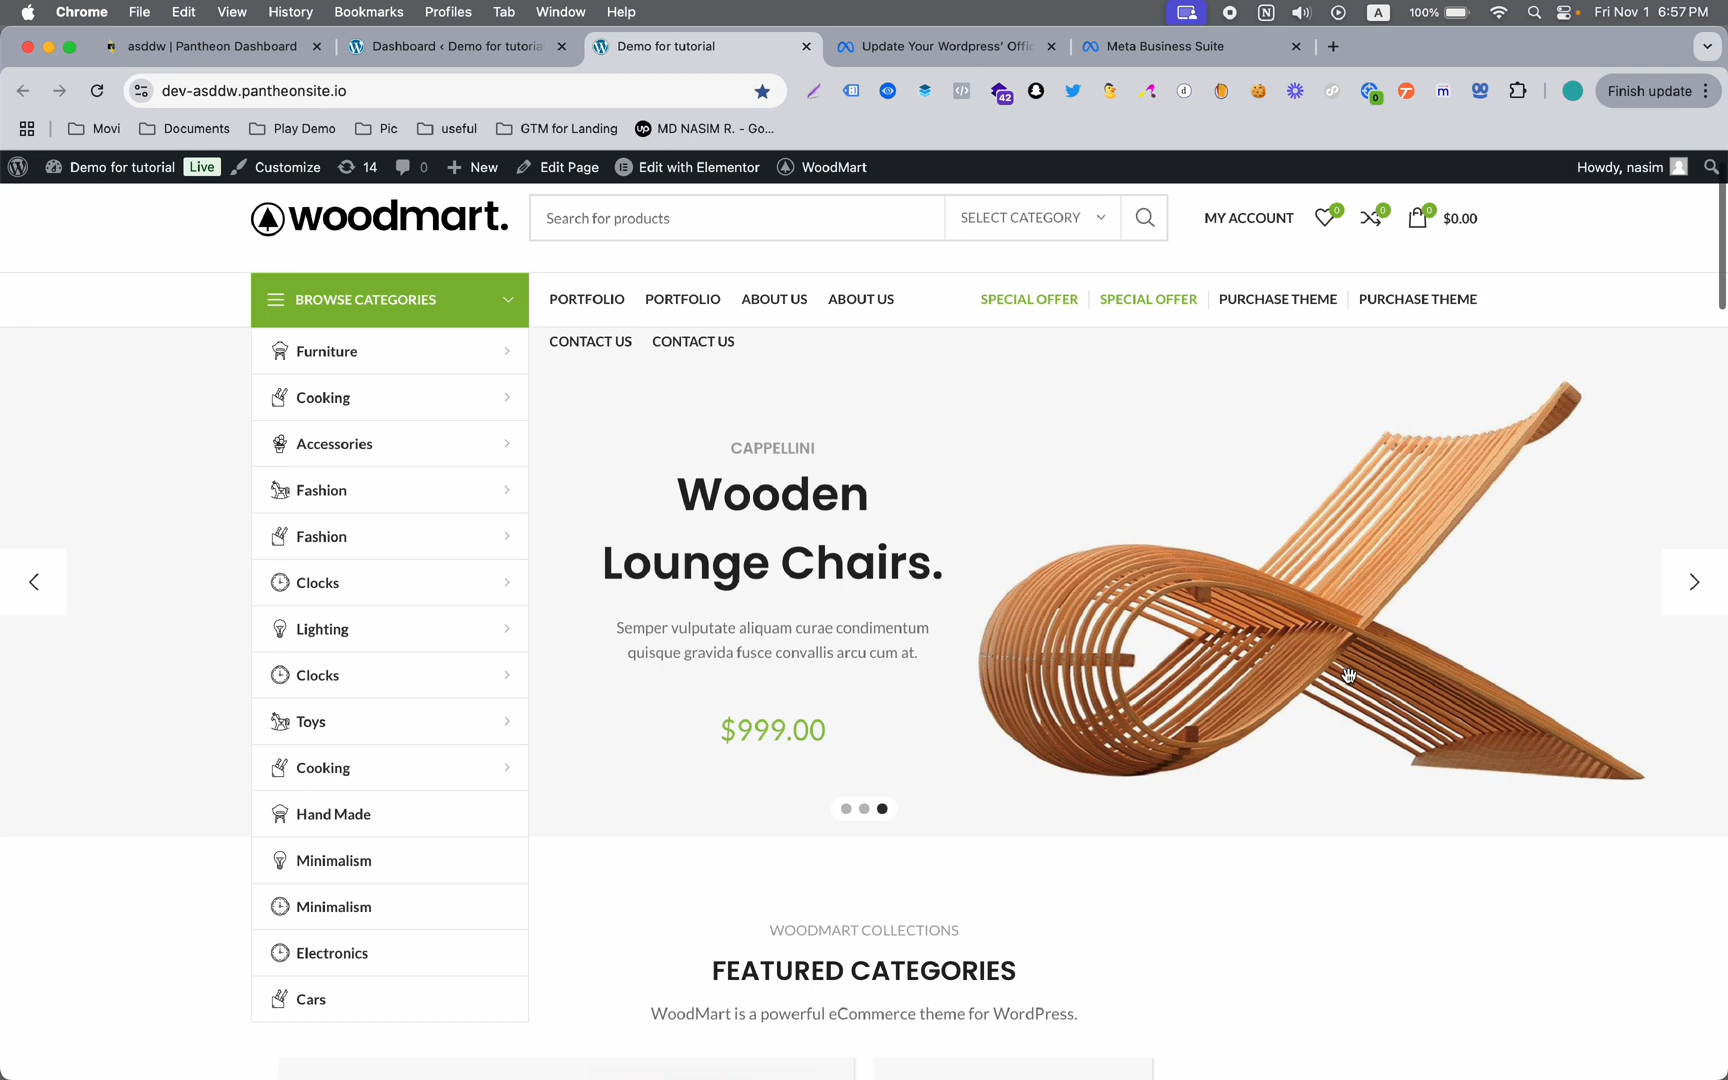 Chrome File Edit View History Bookmarks Profiles Tab Window Help N A 100% Fri Nov 1 6:57 PM
asddw | Pantheon Dashboard Dashboard ‹ Demo for tutoria Demo for tutorial Update Your Wordpress' Offic Meta Business Suite
dev-asddw.pantheonsite.io 42 d 0 m Finish update
Movi Documents Play Demo Pic useful GTM for Landing up MD NASIM R. - Go...
Demo for tutorial Live Customize 14 0 New Edit Page Edit with Elementor WoodMart Howdy, nasim
woodmart. Search for products SELECT CATEGORY MY ACCOUNT 0 0 0 $0.00
BROWSE CATEGORIES PORTFOLIO PORTFOLIO ABOUT US ABOUT US SPECIAL OFFER SPECIAL OFFER PURCHASE THEME PURCHASE THEME
CONTACT US CONTACT US
Furniture
Cooking
Accessories
Fashion
Fashion
Clocks
Lighting
Clocks
Toys
Cooking
Hand Made
Minimalism
Minimalism
Electronics
Cars
CAPPELLINI
Wooden
Lounge Chairs.
Semper vulputate aliquam curae condimentum
quisque gravida fusce convallis arcu cum at.
$999.00
WOODMART COLLECTIONS
FEATURED CATEGORIES
WoodMart is a powerful eCommerce theme for WordPress.